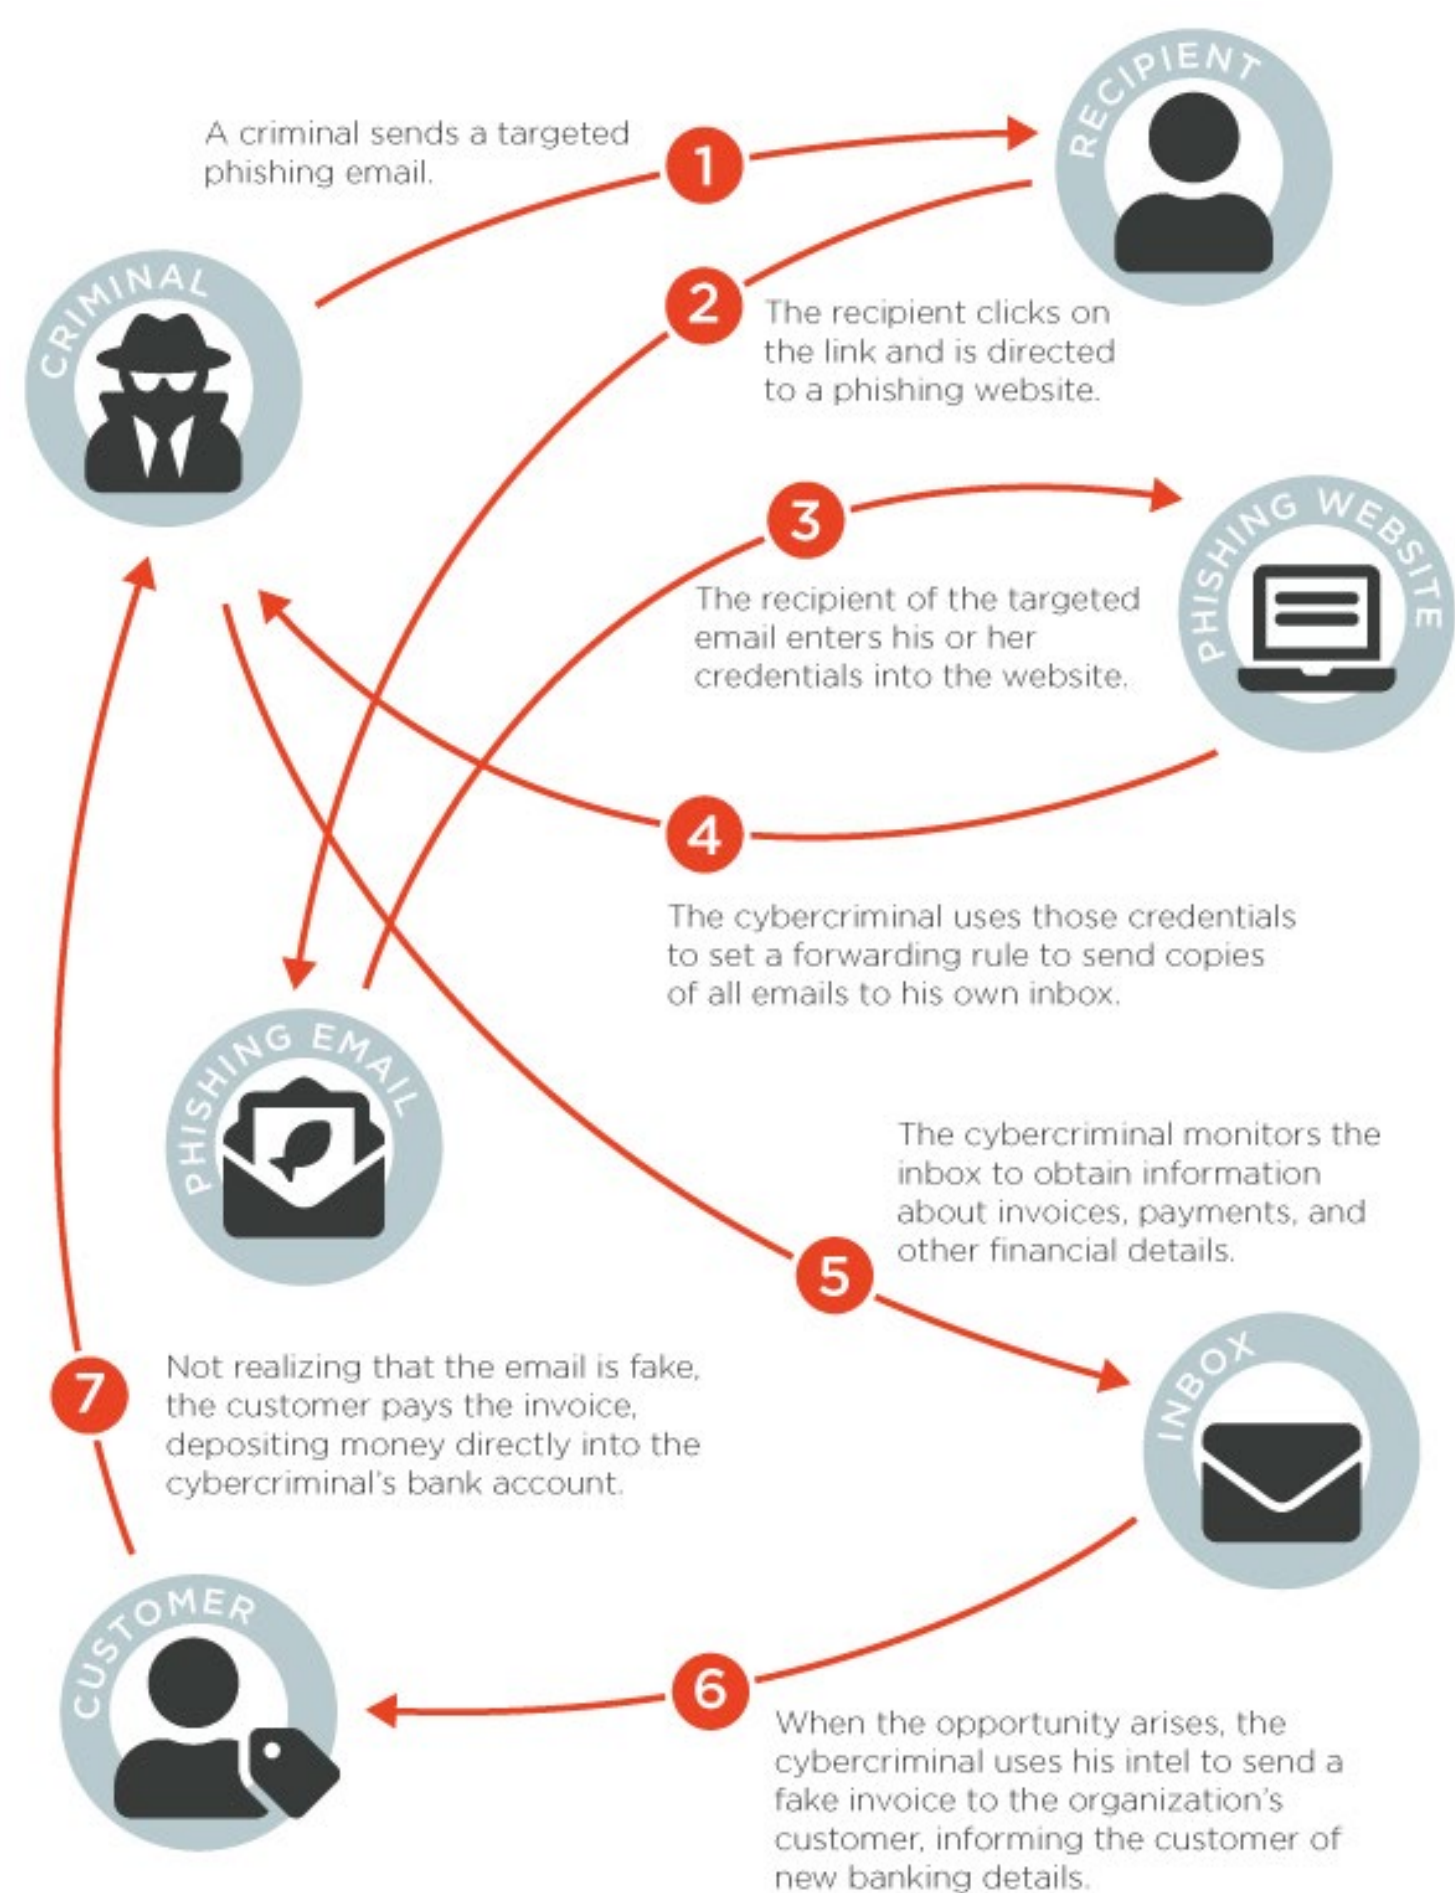 RECIPIENT
A criminal sends a targeted
phishing email.
1
CRIMINAL
2
The recipient clicks on
the link and is directed
to a phishing website.
3
PHISHING WEBSITE
The recipient of the targeted
email enters his or her
credentials into the website.
4
The cybercriminal uses those credentials
to set a forwarding rule to send copies
of all emails to his own inbox.
PHISHING EMAIL
The cybercriminal monitors the
inbox to obtain information
about invoices, payments, and
other financial details.
5
INBOX
7
Not realizing that the email is fake,
the customer pays the invoice,
depositing money directly into the
cybercriminal's bank account.
CUSTOMER
6
When the opportunity arises, the
cybercriminal uses his intel to send a
fake invoice to the organization's
customer, informing the customer of
new banking details.